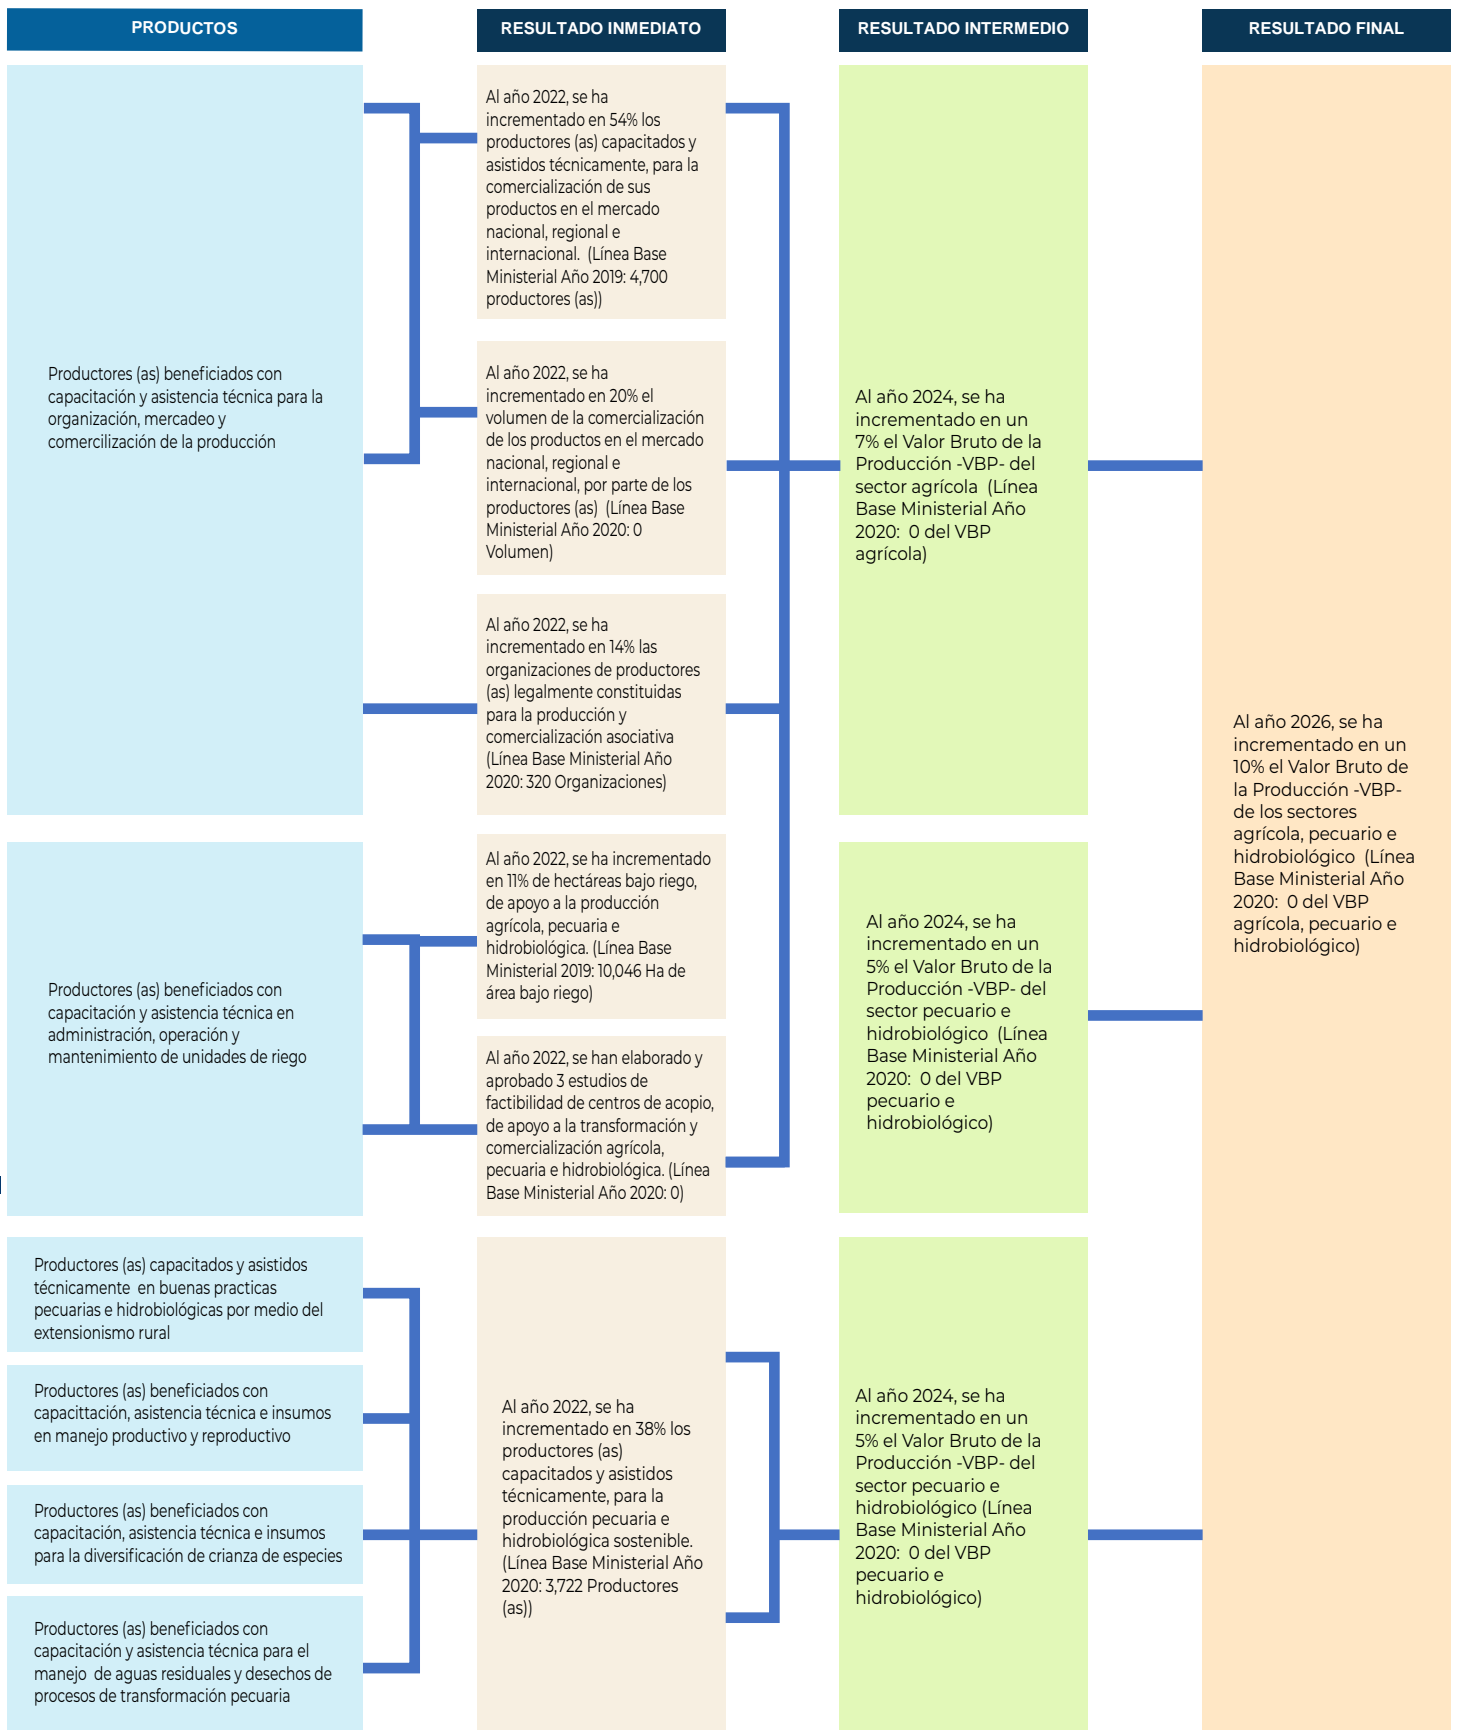 PRODUCTOS
RESULTADO INMEDIATO
RESULTADO INTERMEDIO
RESULTADO FINAL
Productores (as) beneficiados con
capacitación y asistencia técnica para la
organización, mercadeo y
comercilización de la producción
Al año 2022, se ha
incrementado en 54% los
productores (as) capacitados y
asistidos técnicamente, para la
comercialización de sus
productos en el mercado
nacional, regional e
internacional. (Línea Base
Ministerial Año 2019: 4,700
productores (as))
Al año 2022, se ha
incrementado en 20% el
volumen de la comercialización
de los productos en el mercado
nacional, regional e
internacional, por parte de los
productores (as) (Línea Base
Ministerial Año 2020: 0
Volumen)
Al año 2022, se ha
incrementado en 14% las
organizaciones de productores
(as) legalmente constituidas
para la producción y
comercialización asociativa
(Línea Base Ministerial Año
2020: 320 Organizaciones)
Al año 2024, se ha
incrementado en un
7% el Valor Bruto de la
Producción -VBP- del
sector agrícola (Línea
Base Ministerial Año
2020: 0 del VBP
agrícola)
Al año 2026, se ha
incrementado en un
10% el Valor Bruto de
la Producción -VBP-
de los sectores
agrícola, pecuario e
hidrobiológico (Línea
Base Ministerial Año
2020: 0 del VBP
agrícola, pecuario e
hidrobiológico)
Productores (as) beneficiados con
capacitación y asistencia técnica en
administración, operación y
mantenimiento de unidades de riego
Al año 2022, se ha incrementado
en 11% de hectáreas bajo riego,
de apoyo a la producción
agrícola, pecuaria e
hidrobiológica. (Línea Base
Ministerial 2019: 10,046 Ha de
área bajo riego)
Al año 2022, se han elaborado y
aprobado 3 estudios de
factibilidad de centros de acopio,
de apoyo a la transformación y
comercialización agrícola,
pecuaria e hidrobiológica. (Línea
Base Ministerial Año 2020: 0)
Al año 2024, se ha
incrementado en un
5% el Valor Bruto de la
Producción -VBP- del
sector pecuario e
hidrobiológico (Línea
Base Ministerial Año
2020: 0 del VBP
pecuario e
hidrobiológico)
Productores (as) capacitados y asistidos
técnicamente en buenas practicas
pecuarias e hidrobiológicas por medio del
extensionismo rural
Productores (as) beneficiados con
capacittación, asistencia técnica e insumos
en manejo productivo y reproductivo
Productores (as) beneficiados con
capacitación, asistencia técnica e insumos
para la diversificación de crianza de especies
Productores (as) beneficiados con
capacitación y asistencia técnica para el
manejo de aguas residuales y desechos de
procesos de transformación pecuaria
Al año 2022, se ha
incrementado en 38% los
productores (as)
capacitados y asistidos
técnicamente, para la
producción pecuaria e
hidrobiológica sostenible.
(Línea Base Ministerial Año
2020: 3,722 Productores
(as))
Al año 2024, se ha
incrementado en un
5% el Valor Bruto de la
Producción -VBP- del
sector pecuario e
hidrobiológico (Línea
Base Ministerial Año
2020: 0 del VBP
pecuario e
hidrobiológico)